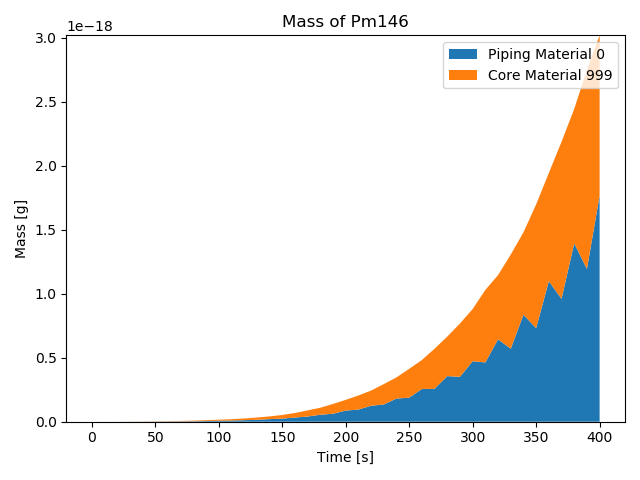 Mass of Pm146
1e−18
3.0
2.5
2.0
1.5
1.0
0.5
0.0
Mass [g]
Piping Material 0
Core Material 999
0 50 100 150 200 250 300 350 400
Time [s]